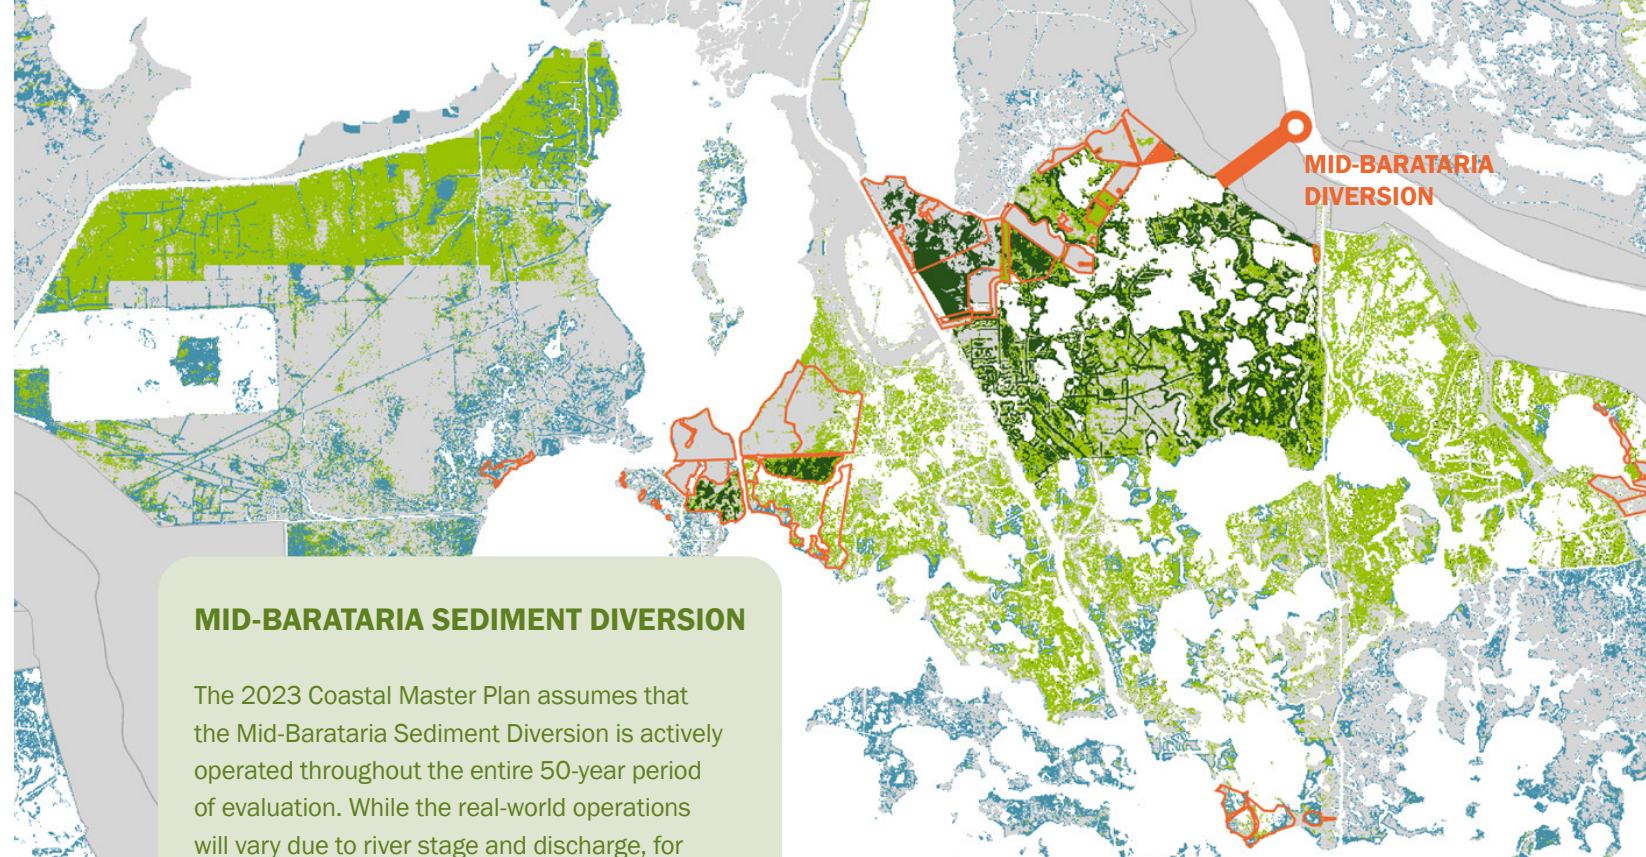 MID-BARATARIA
DIVERSION
MID-BARATARIA SEDIMENT DIVERSION
The 2023 Coastal Master Plan assumes that
the Mid-Barataria Sediment Diversion is actively
operated throughout the entire 50-year period
of evaluation. While the real-world operations
will vary due to river stage and discharge, for